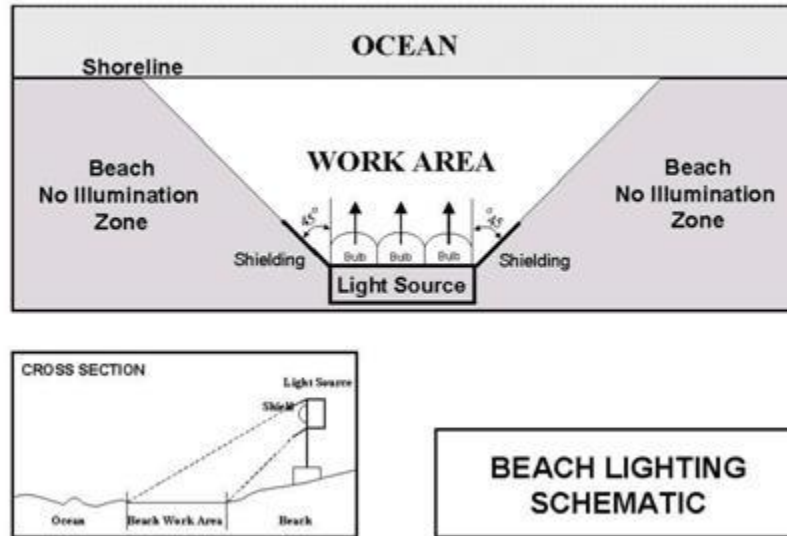 OCEAN
Shoreline
WORK AREA
Beach
No Illumination
Zone
Beach
No Illumination
Zone
45°
°45
Shielding
Bulb
Bulb
Bulb
Shielding
Light Source
CROSS SECTION
Light Source
Shield
Ocean
Beach Work Area
Beach
BEACH LIGHTING
SCHEMATIC